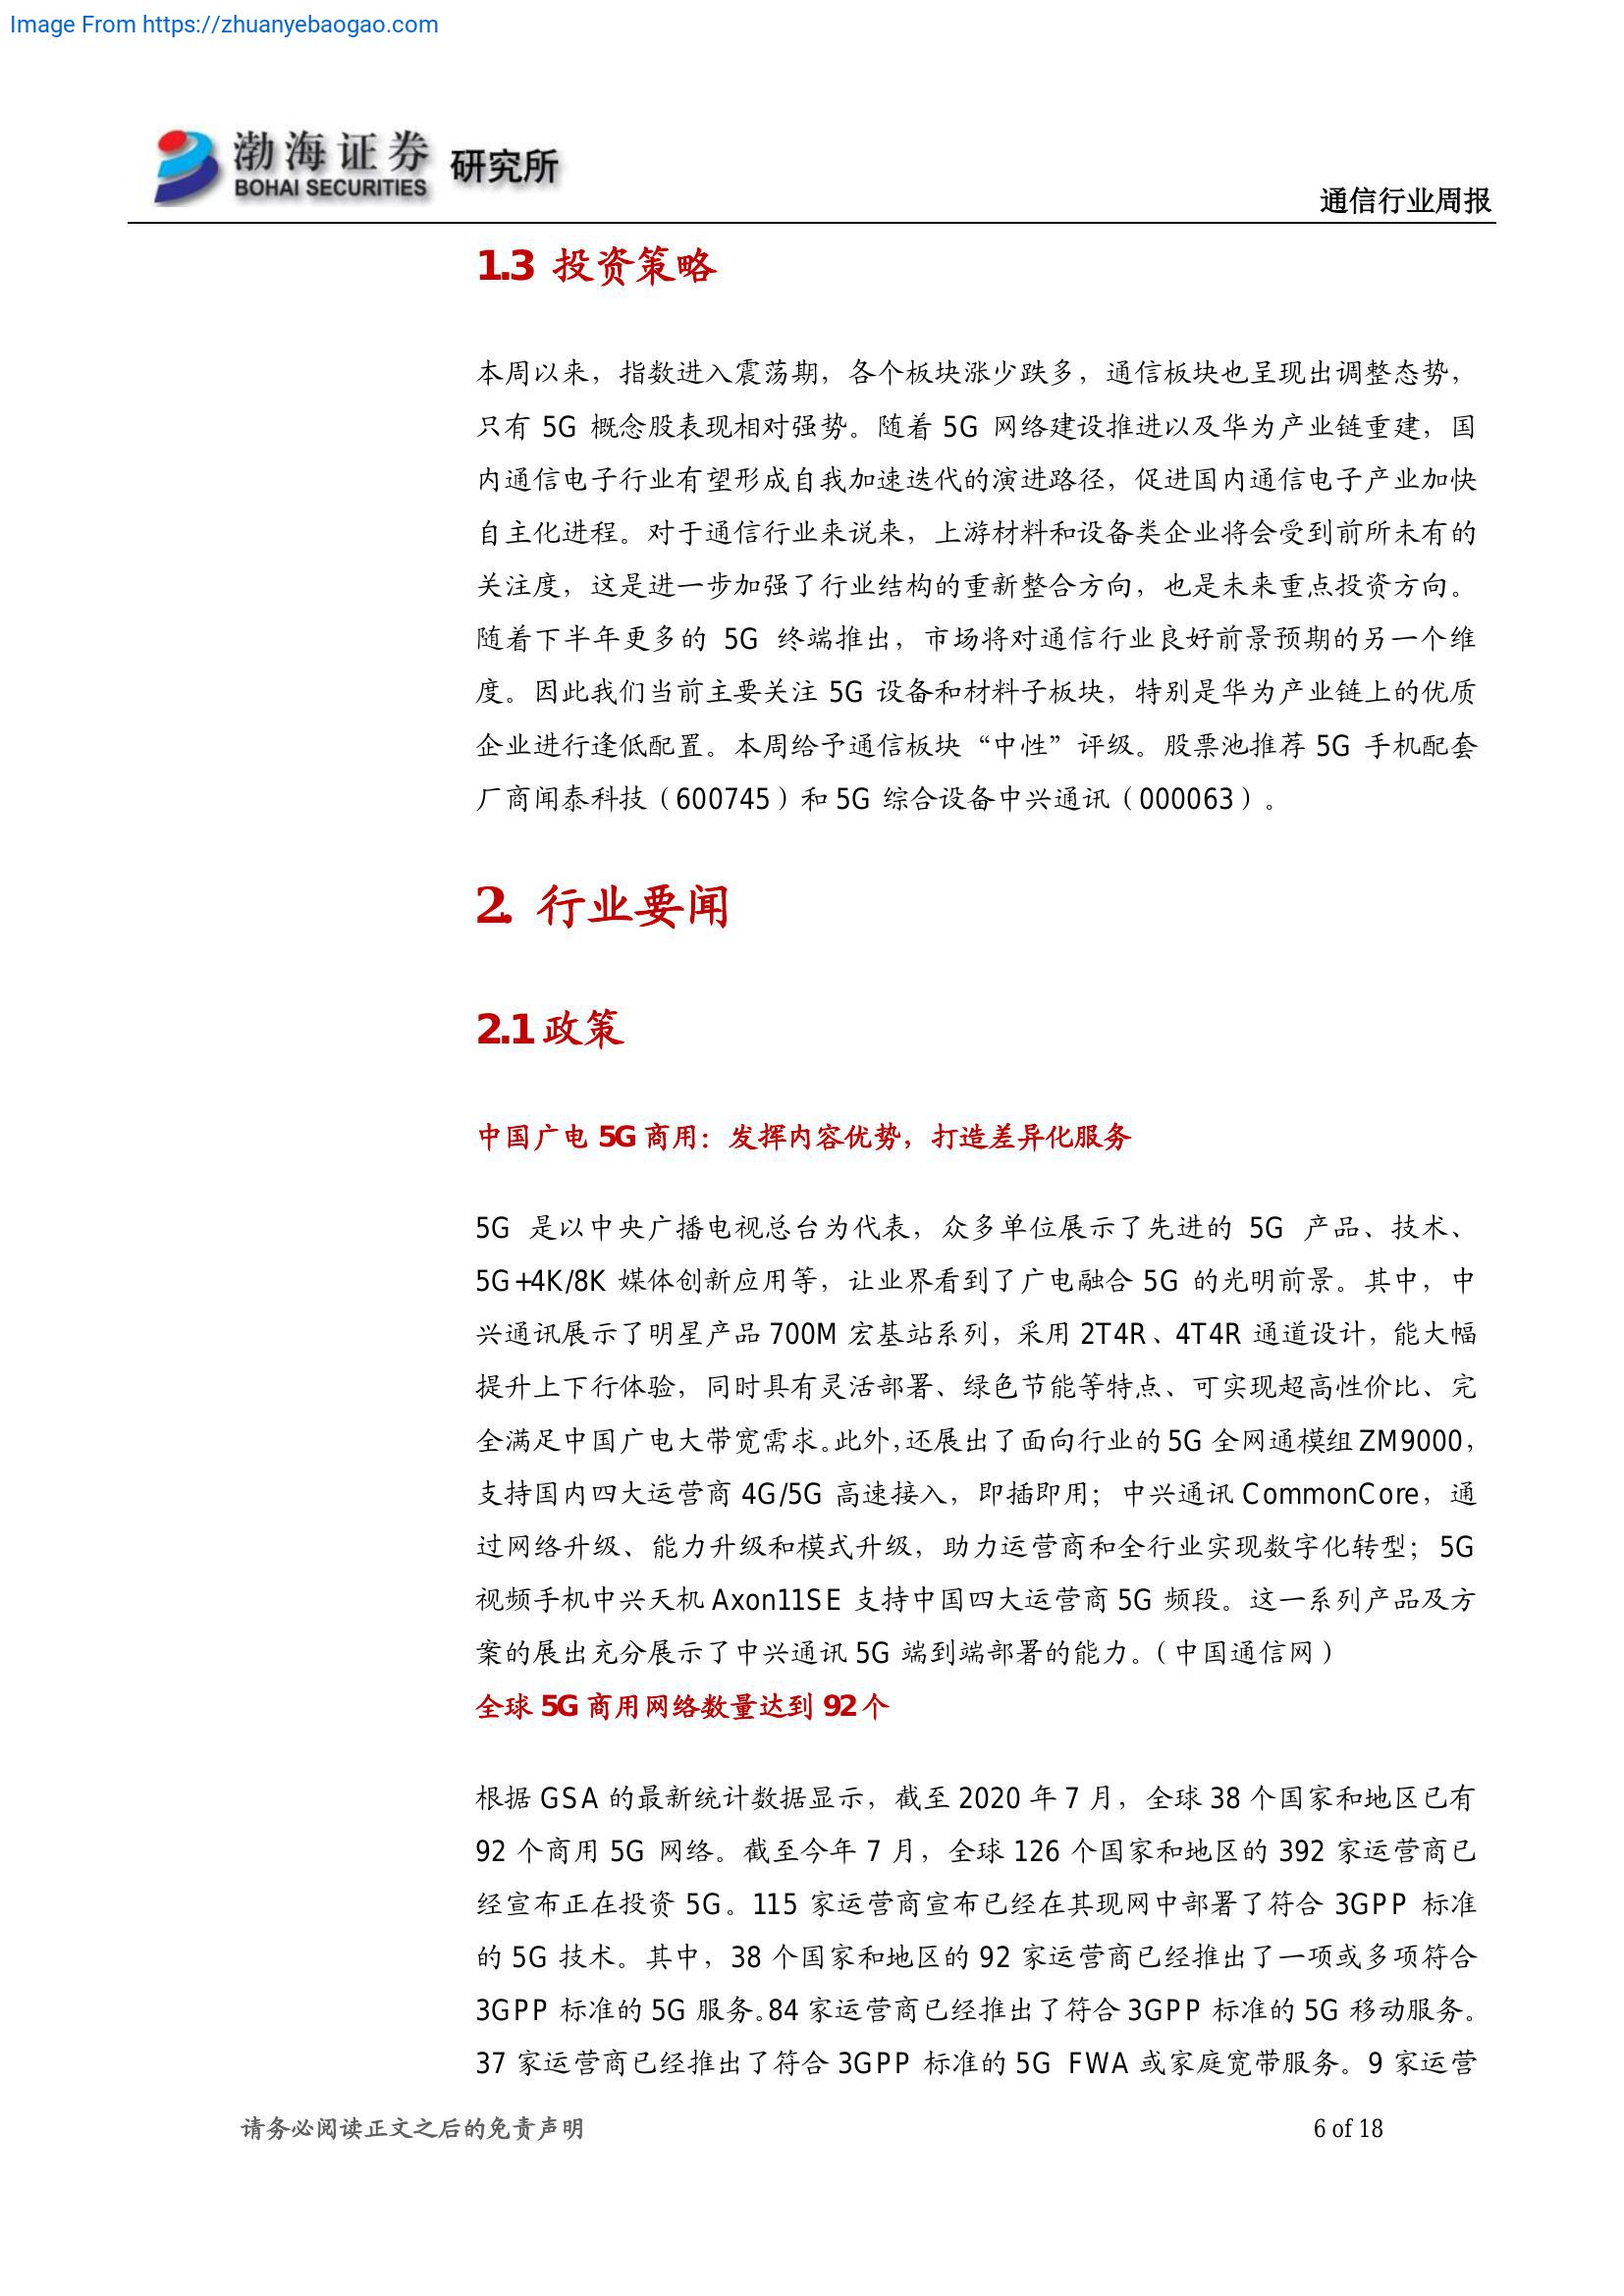 Image From https://zhuanyebaogao.com
渤海证券 研究所
BOHAI SECURITIES
通信行业周报
1.3 投资策略
本周以来，指数进入震荡期，各个板块涨少跌多，通信板块也呈现出调整态势，
只有 5G 概念股表现相对强势。随着 5G 网络建设推进以及华为产业链重建，国
内通信电子行业有望形成自我加速迭代的演进路径，促进国内通信电子产业加快
自主化进程。对于通信行业来说来，上游材料和设备类企业将会受到前所未有的
关注度，这是进一步加强了行业结构的重新整合方向，也是未来重点投资方向。
随着下半年更多的 5G 终端推出，市场将对通信行业良好前景预期的另一个维
度。因此我们当前主要关注 5G 设备和材料子板块，特别是华为产业链上的优质
企业进行逢低配置。本周给予通信板块“中性”评级。股票池推荐 5G 手机配套
厂商闻泰科技（600745）和 5G 综合设备中兴通讯（000063）。
2. 行业要闻
2.1 政策
中国广电 5G 商用：发挥内容优势，打造差异化服务
5G 是以中央广播电视总台为代表，众多单位展示了先进的 5G 产品、技术、
5G+4K/8K 媒体创新应用等，让业界看到了广电融合 5G 的光明前景。其中，中
兴通讯展示了明星产品 700M 宏基站系列，采用 2T4R、4T4R 通道设计，能大幅
提升上下行体验，同时具有灵活部署、绿色节能等特点、可实现超高性价比、完
全满足中国广电大带宽需求。此外，还展出了面向行业的 5G 全网通模组 ZM9000，
支持国内四大运营商 4G/5G 高速接入，即插即用；中兴通讯 CommonCore，通
过网络升级、能力升级和模式升级，助力运营商和全行业实现数字化转型；5G
视频手机中兴天机 Axon11SE 支持中国四大运营商 5G 频段。这一系列产品及方
案的展出充分展示了中兴通讯 5G 端到端部署的能力。（中国通信网）
全球 5G 商用网络数量达到 92 个
根据 GSA 的最新统计数据显示，截至 2020 年 7 月，全球 38 个国家和地区已有
92 个商用 5G 网络。截至今年 7 月，全球 126 个国家和地区的 392 家运营商已
经宣布正在投资 5G。115 家运营商宣布已经在其现网中部署了符合 3GPP 标准
的 5G 技术。其中，38 个国家和地区的 92 家运营商已经推出了一项或多项符合
3GPP 标准的 5G 服务。84 家运营商已经推出了符合 3GPP 标准的 5G 移动服务。
37 家运营商已经推出了符合 3GPP 标准的 5G FWA 或家庭宽带服务。9 家运营
请务必阅读正文之后的免责声明
6 of 18